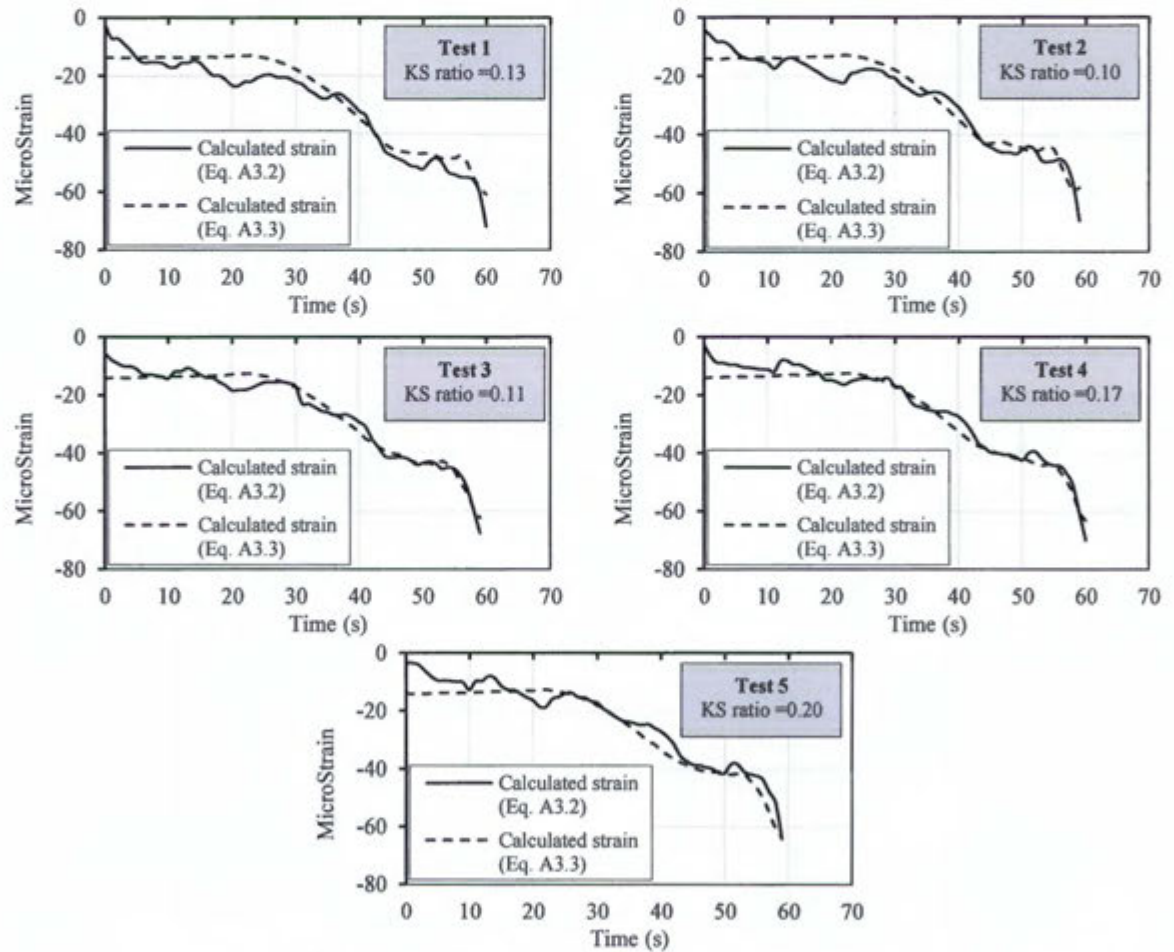 Test 1
KS ratio =0.13
MicroStrain
0
-20
-40
-60
-80
Calculated strain
(Eq. A3.2)
Calculated strain
(Eq. A3.3)
0 10 20 30 40 50 60 70
Time (s)
Test 2
KS ratio =0.10
MicroStrain
0
-20
-40
-60
-80
Calculated strain
(Eq. A3.2)
Calculated strain
(Eq. A3.3)
0 10 20 30 40 50 60 70
Time (s)
Test 3
KS ratio =0.11
MicroStrain
0
-20
-40
-60
-80
Calculated strain
(Eq. A3.2)
Calculated strain
(Eq. A3.3)
0 10 20 30 40 50 60 70
Time (s)
Test 4
KS ratio =0.17
MicroStrain
0
-20
-40
-60
-80
Calculated strain
(Eq. A3.2)
Calculated strain
(Eq. A3.3)
0 10 20 30 40 50 60 70
Time (s)
Test 5
KS ratio =0.20
MicroStrain
0
-20
-40
-60
-80
Calculated strain
(Eq. A3.2)
Calculated strain
(Eq. A3.3)
0 10 20 30 40 50 60 70
Time (s)